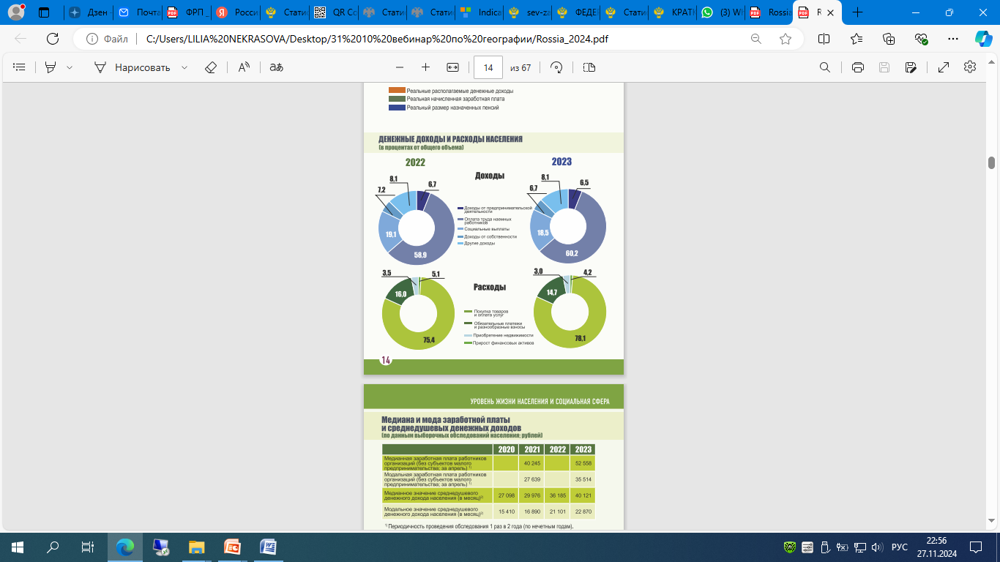 Дзен -
Почта
ФРП _
Росси
Стати
QR Co
Стати
Стати
Indica
sev-za
ФЕДЕ
Стати
КРАТК
(3) W
Rossia
R
Файл
C:/Users/LILIA%20NEKRASOVA/Desktop/31%2010%20вебинар%20по%20географии/Rossia_2024.pdf
Нарисовать
14 из 67
Реальные располагаемые денежные доходы
Реальная начисленная заработная плата
Реальный размер назначенных пенсий
ДЕНЕЖНЫЕ ДОХОДЫ И РАСХОДЫ НАСЕЛЕНИЯ
(в процентах от общего объема)
2022
2023
Доходы
8,1
6,7
7,2
19,1
58,9
8,1
6,5
6,7
18,5
60,2
Доходы от предпринимательской
деятельности
Оплата труда наемных
работников
Социальные выплаты
Доходы от собственности
Другие доходы
Расходы
3,5
5,1
16,0
75,4
3,0
4,2
14,7
78,1
Покупка товаров
и оплата услуг
Обязательные платежи
и разнообразные взносы
Приобретение недвижимости
Прирост финансовых активов
14
УРОВЕНЬ ЖИЗНИ НАСЕЛЕНИЯ И СОЦИАЛЬНАЯ СФЕРА
Медиана и мода заработной платы
и среднедушевых денежных доходов
(по данным выборочных обследований населения; рублей)
2020 2021 2022 2023
Медианная заработная плата работников
организаций (без субъектов малого
предпринимательства; за апрель) 1)
40 245 52 558
Модальная заработная плата работников
организаций (без субъектов малого
предпринимательства; за апрель) 1)
27 639 35 514
Медианное значение среднедушевого
денежного дохода населения (в месяц)2)
27 098 29 976 36 185 40 121
Модальное значение среднедушевого
денежного дохода населения (в месяц)2)
15 410 16 890 21 101 22 870
1) Периодичность проведения обследования 1 раз в 2 года (по нечетным годам).
РУС
22:56
27.11.2024